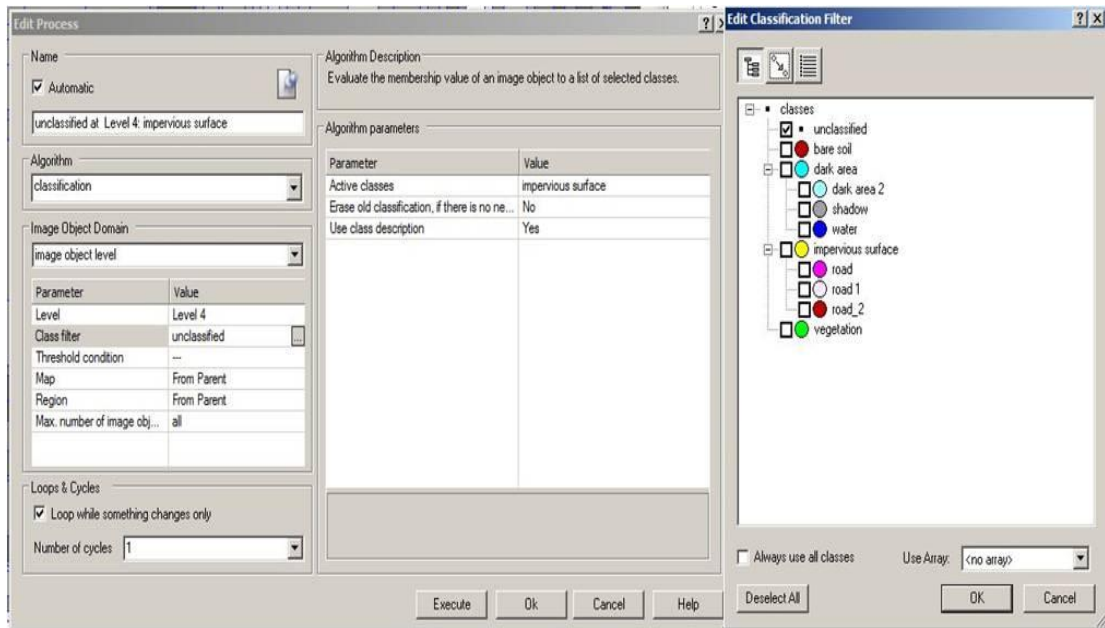 Edit Process
Name
Automatic
unclassified at Level 4: impervious surface
Algorithm
classification
Image Object Domain
image object level
Parameter Value
Level Level 4
Class filter unclassified ...
Threshold condition ---
Map From Parent
Region From Parent
Max. number of image obj... all
Loops & Cycles
Loop while something changes only
Number of cycles 1
Algorithm Description
Evaluate the membership value of an image object to a list of selected classes.
Algorithm parameters
Parameter Value
Active classes impervious surface
Erase old classification, if there is no ne... No
Use class description Yes
Execute Ok Cancel Help
Edit Classification Filter
classes
unclassified
bare soil
dark area
dark area 2
shadow
water
impervious surface
road
road 1
road_2
vegetation
Always use all classes Use Array: <no array>
Deselect All OK Cancel